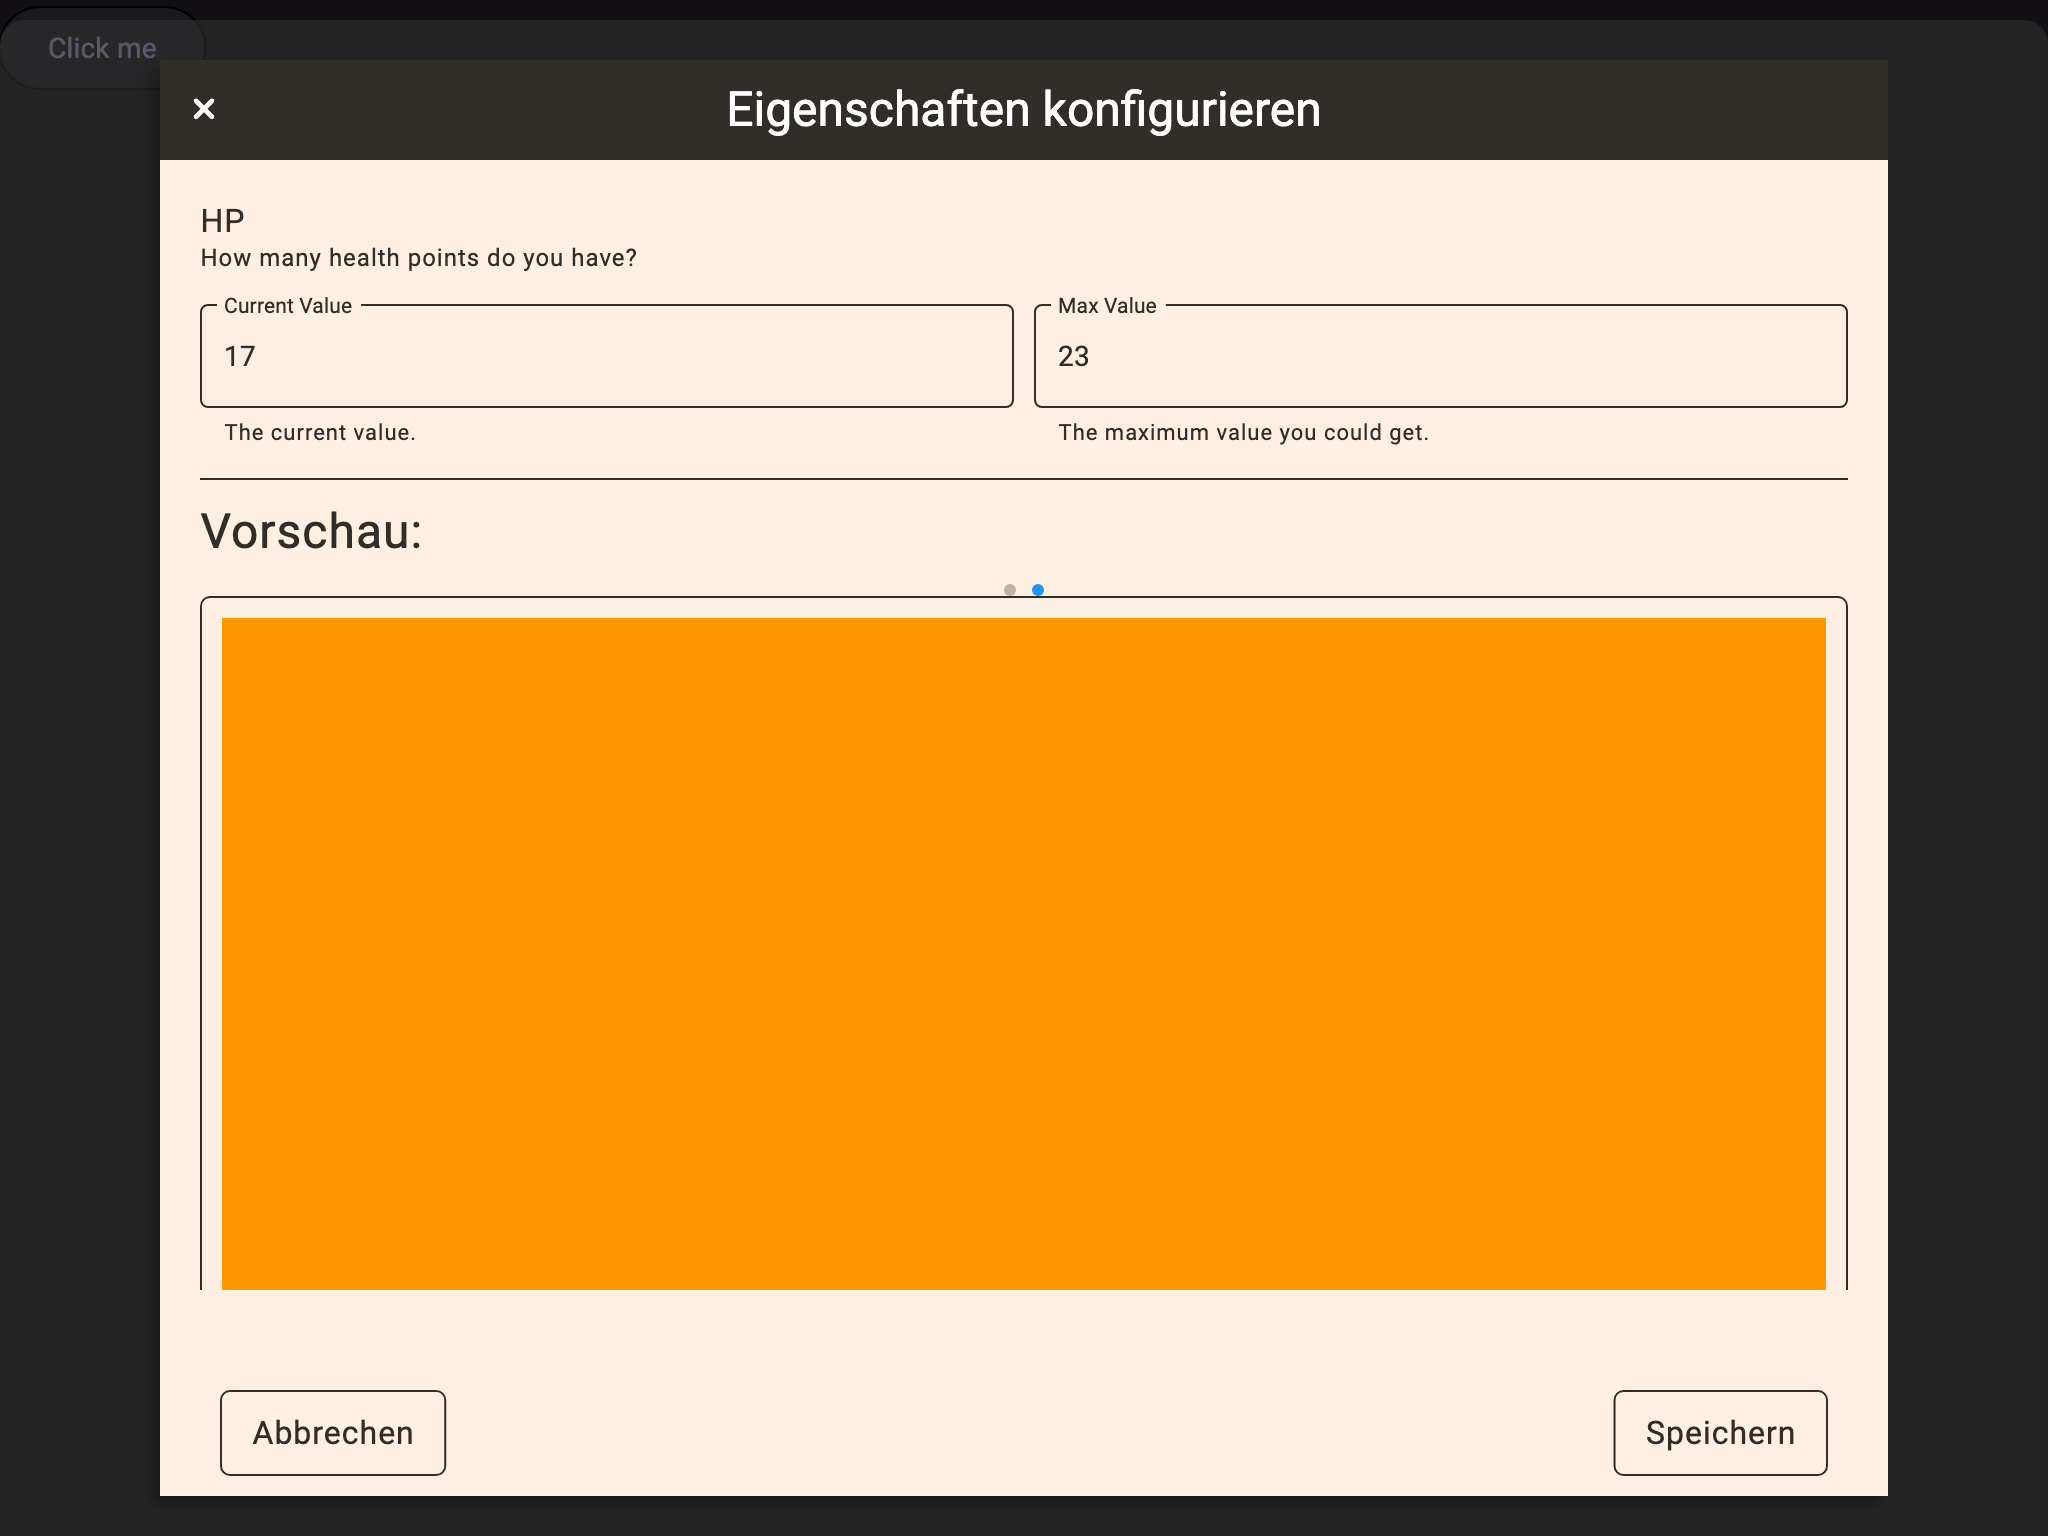 Click me
Eigenschaften konfigurieren
HP
How many health points do you have?
Current Value
17
The current value.
Max Value
23
The maximum value you could get.
Vorschau:
Abbrechen
Speichern